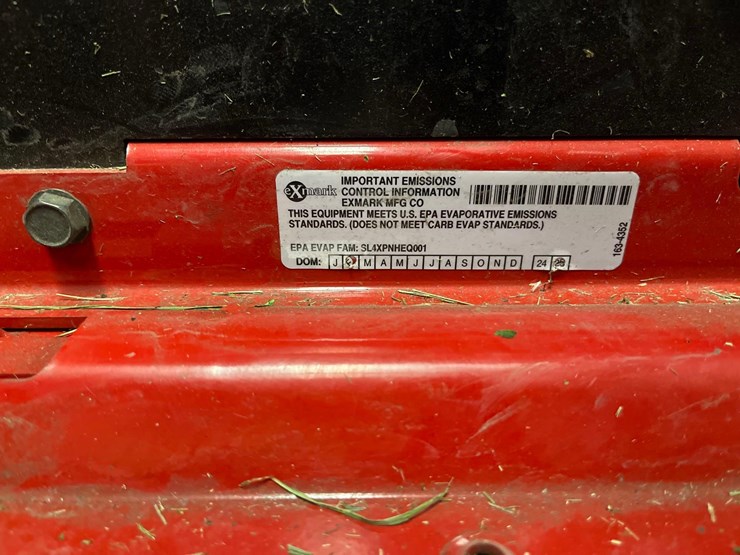 eXmark
IMPORTANT EMISSIONS
CONTROL INFORMATION
EXMARK MFG CO
THIS EQUIPMENT MEETS U.S. EPA EVAPORATIVE EMISSIONS
STANDARDS. (DOES NOT MEET CARB EVAP STANDARDS.)
EPA EVAP FAM: SL4XPNHEQ001
DOM: J F M A M J J A S O N D 24 25
163-4352